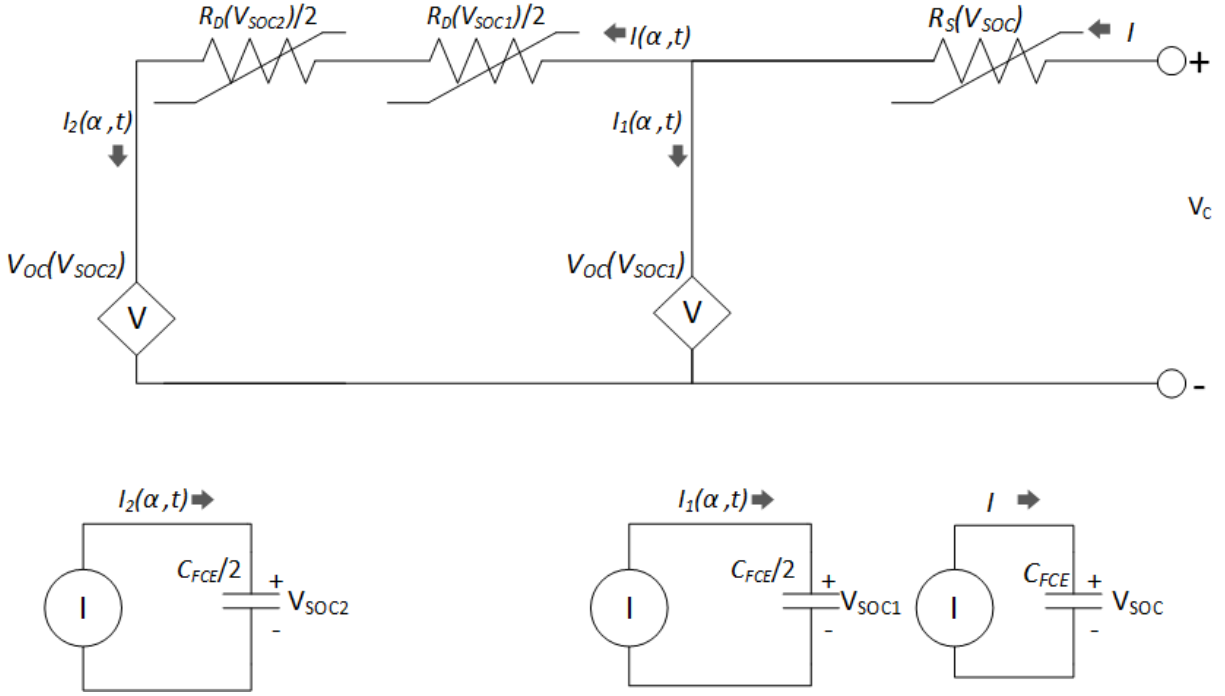 R_D(V_SOC2)/2
R_D(V_SOC1)/2
I(α,t)
R_S(V_SOC)
I
+
I_2(α,t)
I_1(α,t)
V_C
V_OC(V_SOC2)
V_OC(V_SOC1)
V
V
-
I_2(α,t)
I_1(α,t)
I
C_FCE/2
+
C_FCE/2
+
C_FCE
+
I
V_SOC2
I
V_SOC1
I
V_SOC
-
-
-